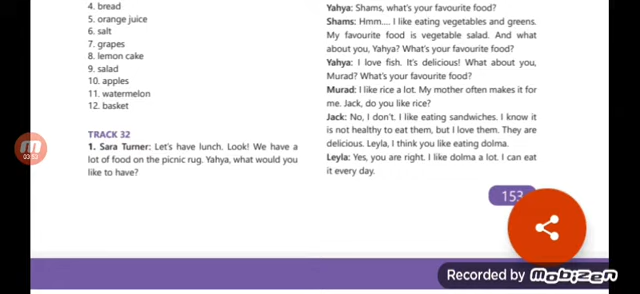 4. bread
5. orange juice
6. salt
7. grapes
8. lemon cake
9. salad
10. apples
11. watermelon
12. basket
TRACK 32
1. Sara Turner: Let's have lunch. Look! We have a
lot of food on the picnic rug. Yahya, what would you
like to have?
Yahya: Shams, what's your favourite food?
Shams: Hmm.... I like eating vegetables and greens.
My favourite food is vegetable salad. And what
about you, Yahya? What's your favourite food?
Yahya: I love fish. It's delicious! What about you,
Murad? What's your favourite food?
Murad: I like rice a lot. My mother often makes it for
me. Jack, do you like rice?
Jack: No, I don't. I like eating sandwiches. I know it
is not healthy to eat them, but I love them. They are
delicious. Leyla, I think you like eating dolma.
Leyla: Yes, you are right. I like dolma a lot. I can eat
it every day.
153
Recorded by mobizen